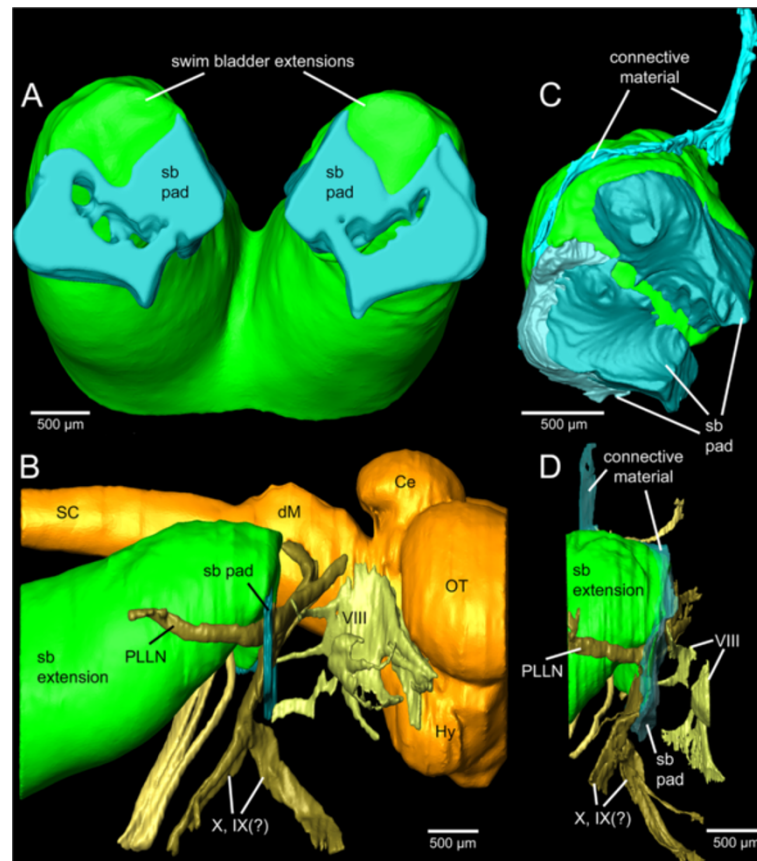 A
swim bladder extensions
sb
pad
sb
pad
500 µm
C
connective
material
500 µm
sb
pad
B
SC
dM
Ce
OT
sb pad
VIII
PLLN
sb
extension
Hy
X, IX(?)
500 µm
D
connective
material
sb
extension
VIII
PLLN
sb
pad
X, IX(?)
500 µm